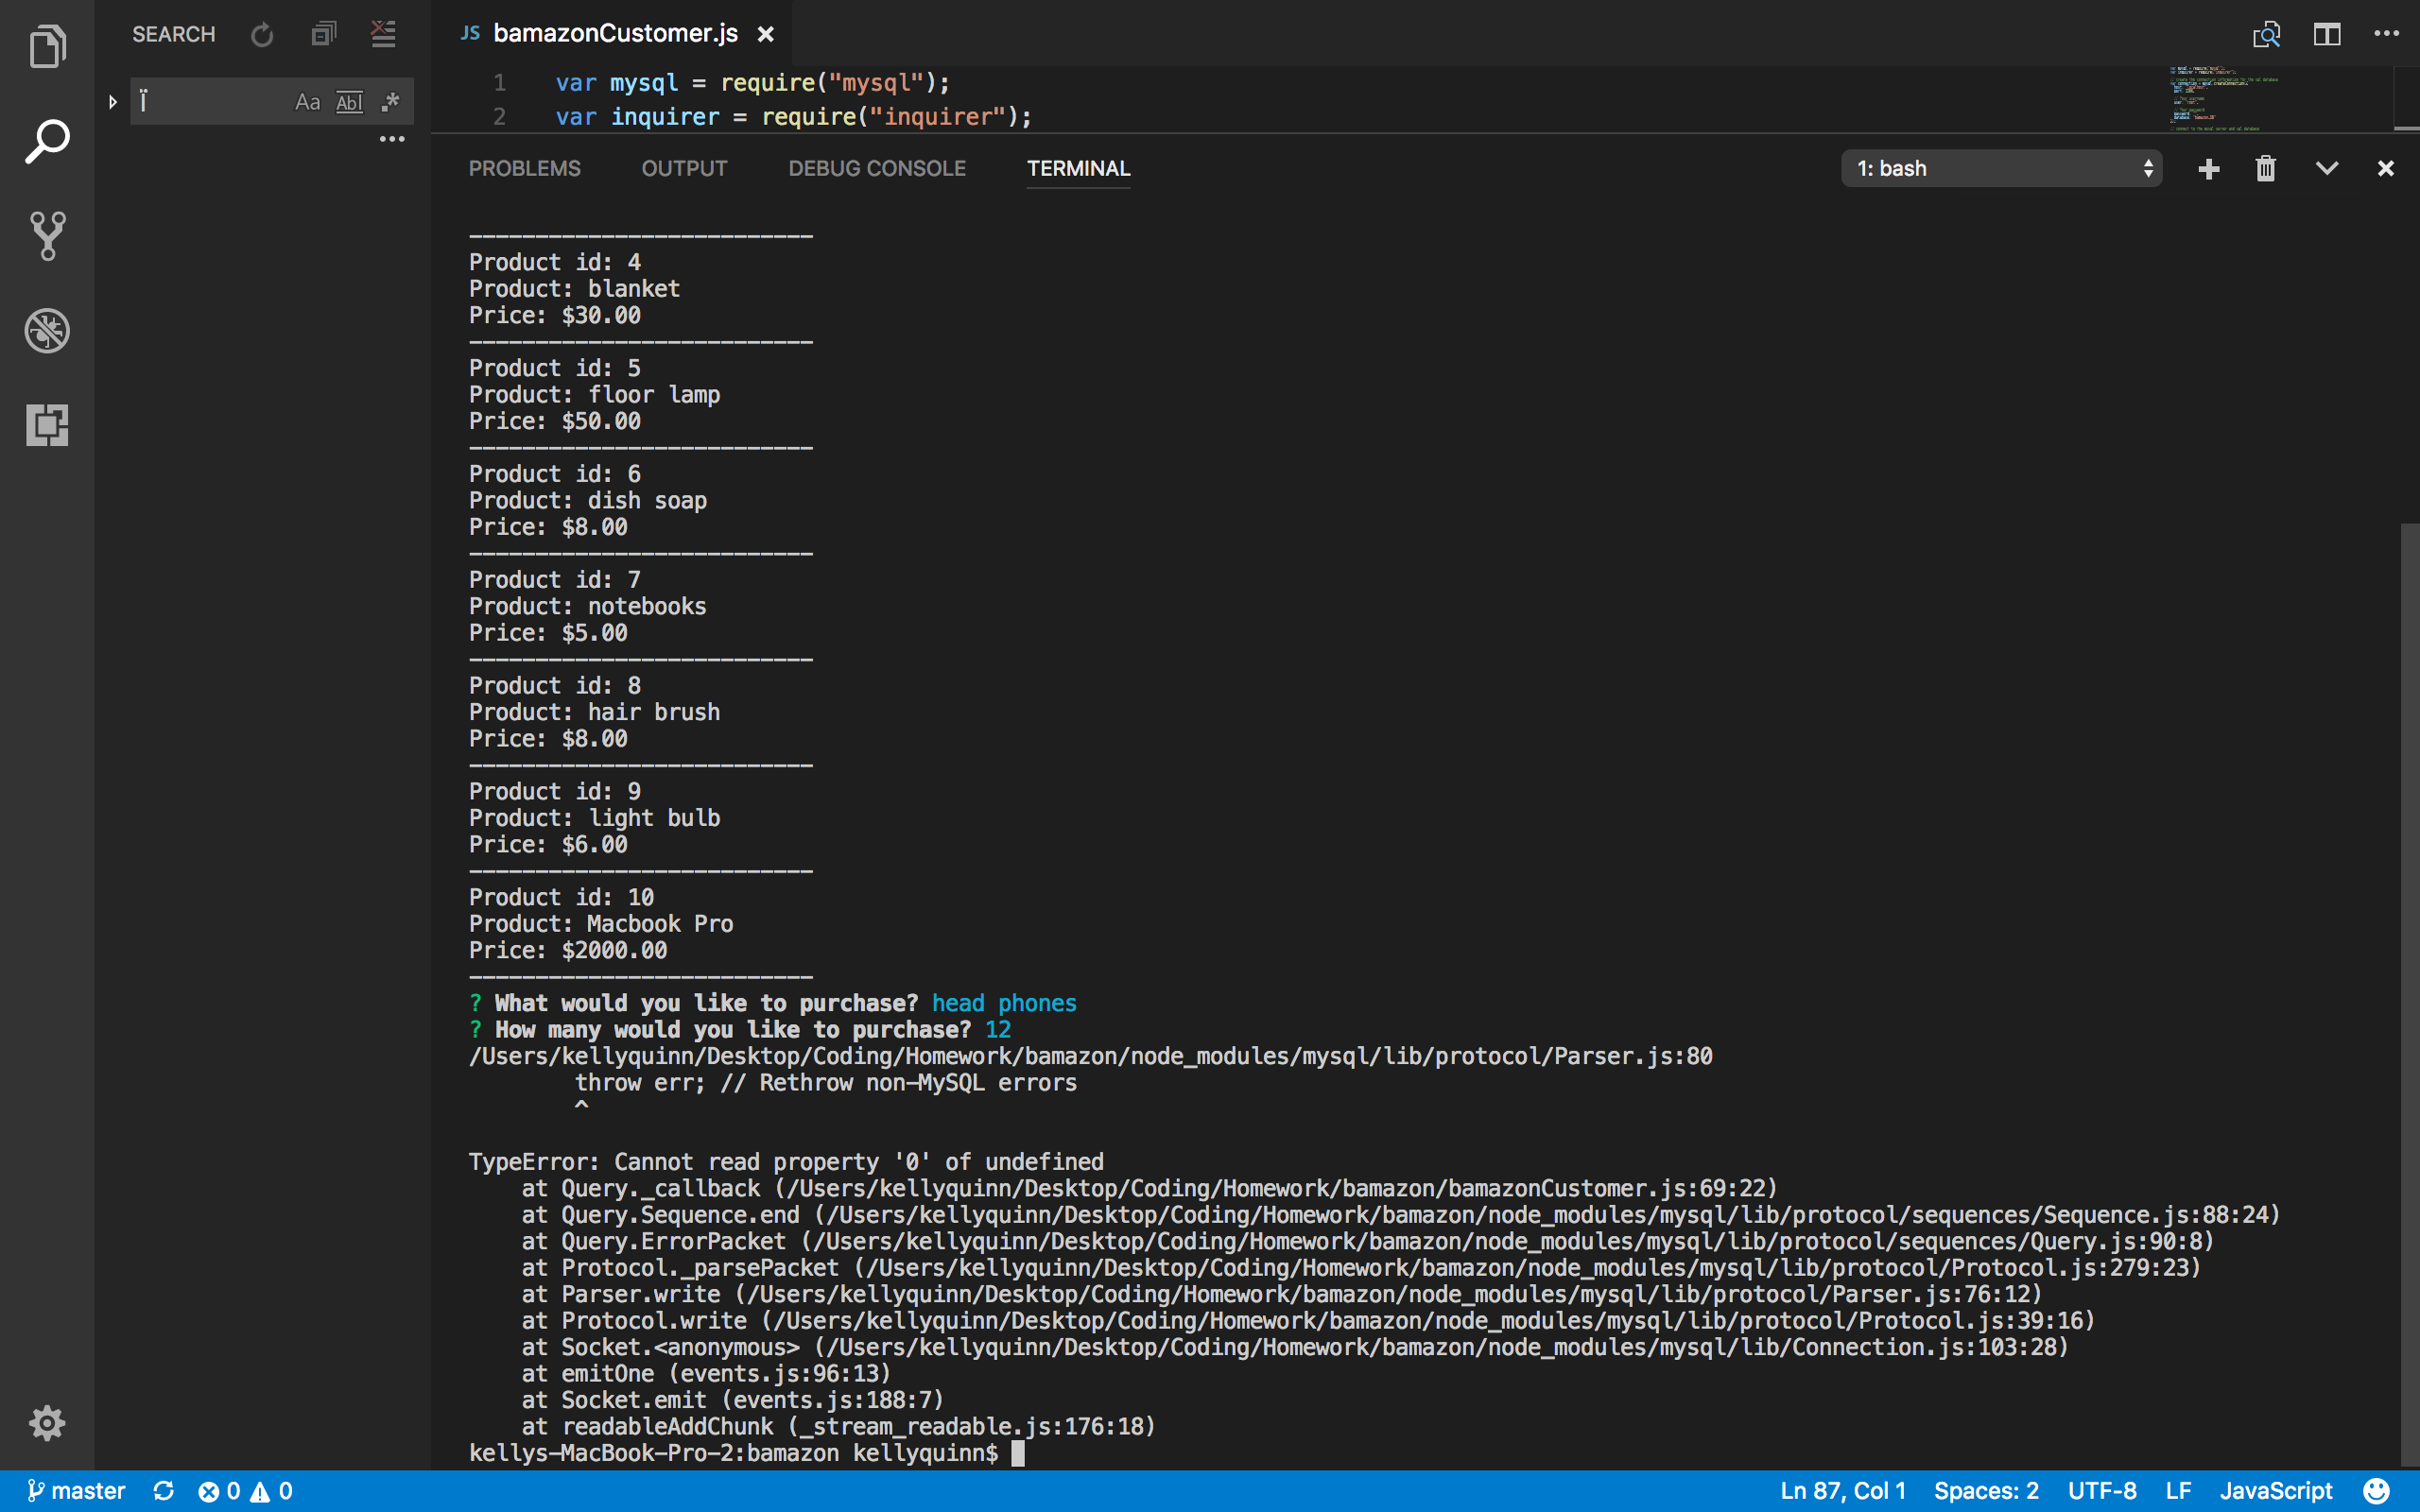 SEARCH
Ï
Aa Abl .*
JS bamazonCustomer.js
1 var mysql = require("mysql");
2 var inquirer = require("inquirer");
PROBLEMS OUTPUT DEBUG CONSOLE TERMINAL
1: bash
--------------------------
Product id: 4
Product: blanket
Price: $30.00
--------------------------
Product id: 5
Product: floor lamp
Price: $50.00
--------------------------
Product id: 6
Product: dish soap
Price: $8.00
--------------------------
Product id: 7
Product: notebooks
Price: $5.00
--------------------------
Product id: 8
Product: hair brush
Price: $8.00
--------------------------
Product id: 9
Product: light bulb
Price: $6.00
--------------------------
Product id: 10
Product: Macbook Pro
Price: $2000.00
--------------------------
? What would you like to purchase? head phones
? How many would you like to purchase? 12
/Users/kellyquinn/Desktop/Coding/Homework/bamazon/node_modules/mysql/lib/protocol/Parser.js:80
        throw err; // Rethrow non-MySQL errors
        ^
TypeError: Cannot read property '0' of undefined
    at Query._callback (/Users/kellyquinn/Desktop/Coding/Homework/bamazon/bamazonCustomer.js:69:22)
    at Query.Sequence.end (/Users/kellyquinn/Desktop/Coding/Homework/bamazon/node_modules/mysql/lib/protocol/sequences/Sequence.js:88:24)
    at Query.ErrorPacket (/Users/kellyquinn/Desktop/Coding/Homework/bamazon/node_modules/mysql/lib/protocol/sequences/Query.js:90:8)
    at Protocol._parsePacket (/Users/kellyquinn/Desktop/Coding/Homework/bamazon/node_modules/mysql/lib/protocol/Protocol.js:279:23)
    at Parser.write (/Users/kellyquinn/Desktop/Coding/Homework/bamazon/node_modules/mysql/lib/protocol/Parser.js:76:12)
    at Protocol.write (/Users/kellyquinn/Desktop/Coding/Homework/bamazon/node_modules/mysql/lib/protocol/Protocol.js:39:16)
    at Socket.<anonymous> (/Users/kellyquinn/Desktop/Coding/Homework/bamazon/node_modules/mysql/lib/Connection.js:103:28)
    at emitOne (events.js:96:13)
    at Socket.emit (events.js:188:7)
    at readableAddChunk (_stream_readable.js:176:18)
kellys-MacBook-Pro-2:bamazon kellyquinn$
master 0 0 Ln 87, Col 1 Spaces: 2 UTF-8 LF JavaScript